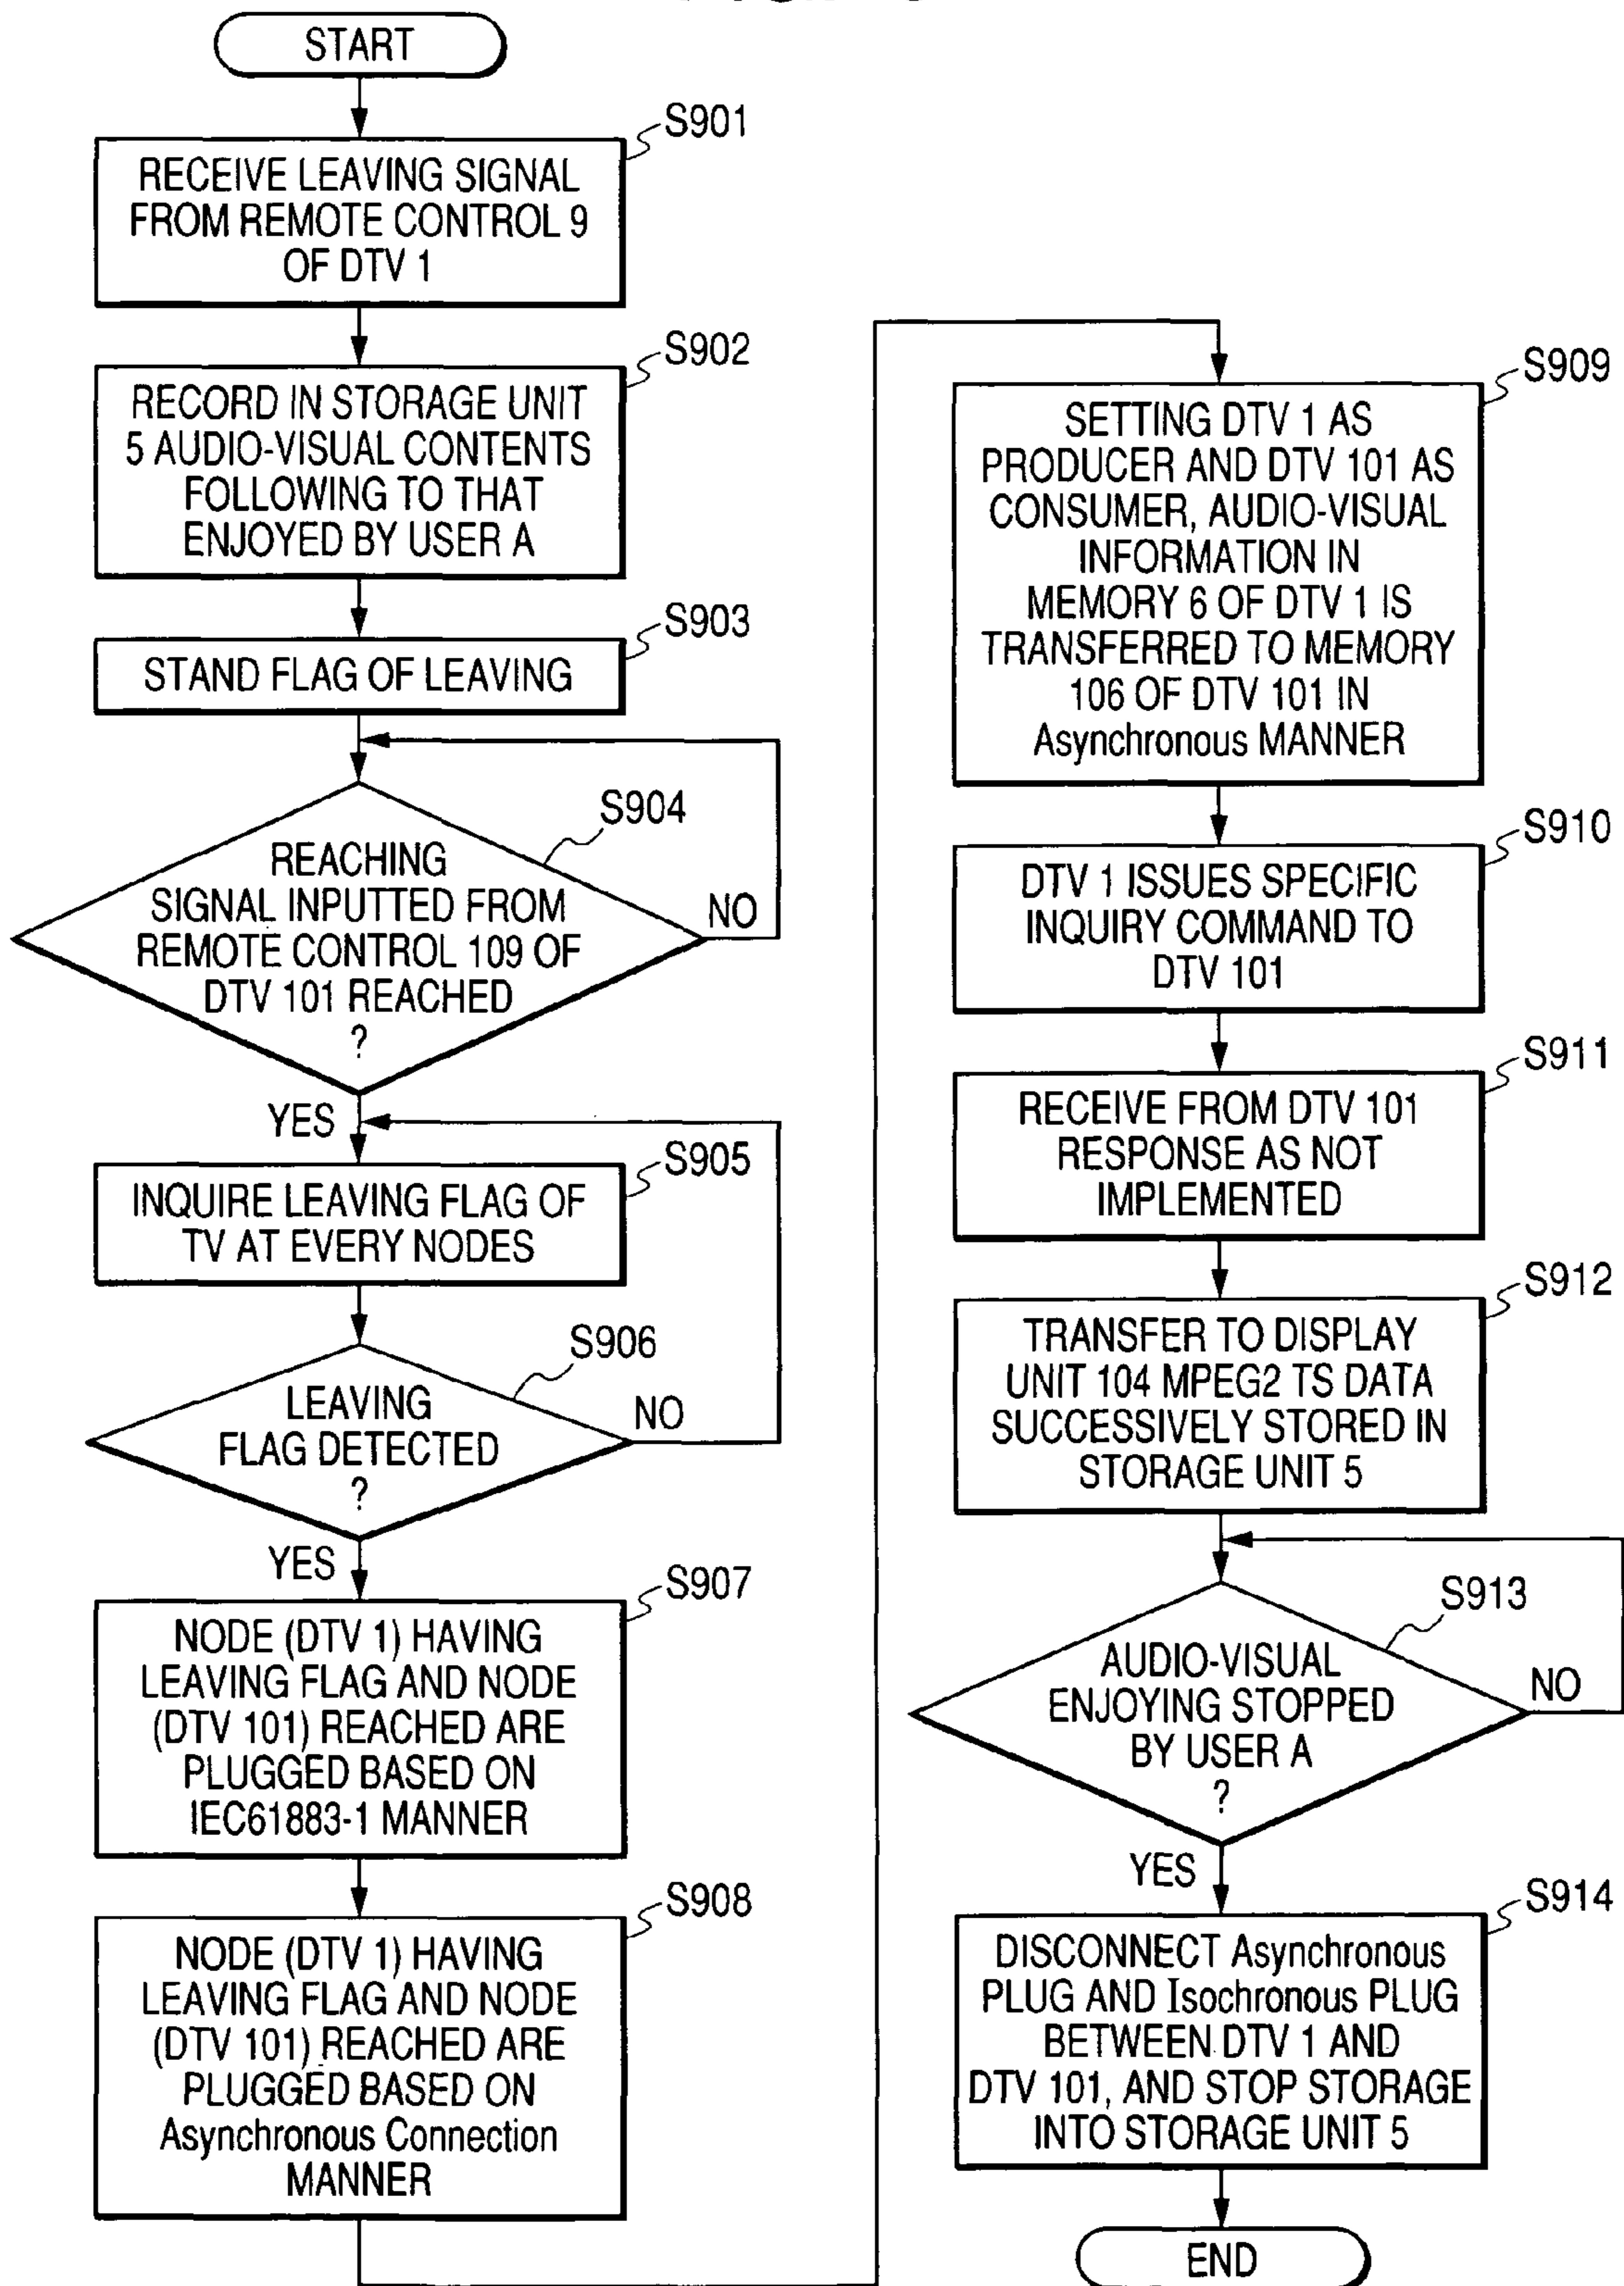 START
S901
RECEIVE LEAVING SIGNAL
FROM REMOTE CONTROL 9
OF DTV 1
S902
RECORD IN STORAGE UNIT
5 AUDIO-VISUAL CONTENTS
FOLLOWING TO THAT
ENJOYED BY USER A
S903
STAND FLAG OF LEAVING
S904
REACHING
SIGNAL INPUTTED FROM
REMOTE CONTROL 109 OF
DTV 101 REACHED
?
NO
YES
S905
INQUIRE LEAVING FLAG OF
TV AT EVERY NODES
S906
LEAVING
FLAG DETECTED
?
NO
YES
S907
NODE (DTV 1) HAVING
LEAVING FLAG AND NODE
(DTV 101) REACHED ARE
PLUGGED BASED ON
IEC61883-1 MANNER
S908
NODE (DTV 1) HAVING
LEAVING FLAG AND NODE
(DTV 101) REACHED ARE
PLUGGED BASED ON
Asynchronous Connection
MANNER
S909
SETTING DTV 1 AS
PRODUCER AND DTV 101 AS
CONSUMER, AUDIO-VISUAL
INFORMATION IN
MEMORY 6 OF DTV 1 IS
TRANSFERRED TO MEMORY
106 OF DTV 101 IN
Asynchronous MANNER
S910
DTV 1 ISSUES SPECIFIC
INQUIRY COMMAND TO
DTV 101
S911
RECEIVE FROM DTV 101
RESPONSE AS NOT
IMPLEMENTED
S912
TRANSFER TO DISPLAY
UNIT 104 MPEG2 TS DATA
SUCCESSIVELY STORED IN
STORAGE UNIT 5
S913
AUDIO-VISUAL
ENJOYING STOPPED
BY USER A
?
NO
YES
S914
DISCONNECT Asynchronous
PLUG AND Isochronous PLUG
BETWEEN DTV 1 AND
DTV 101, AND STOP STORAGE
INTO STORAGE UNIT 5
END